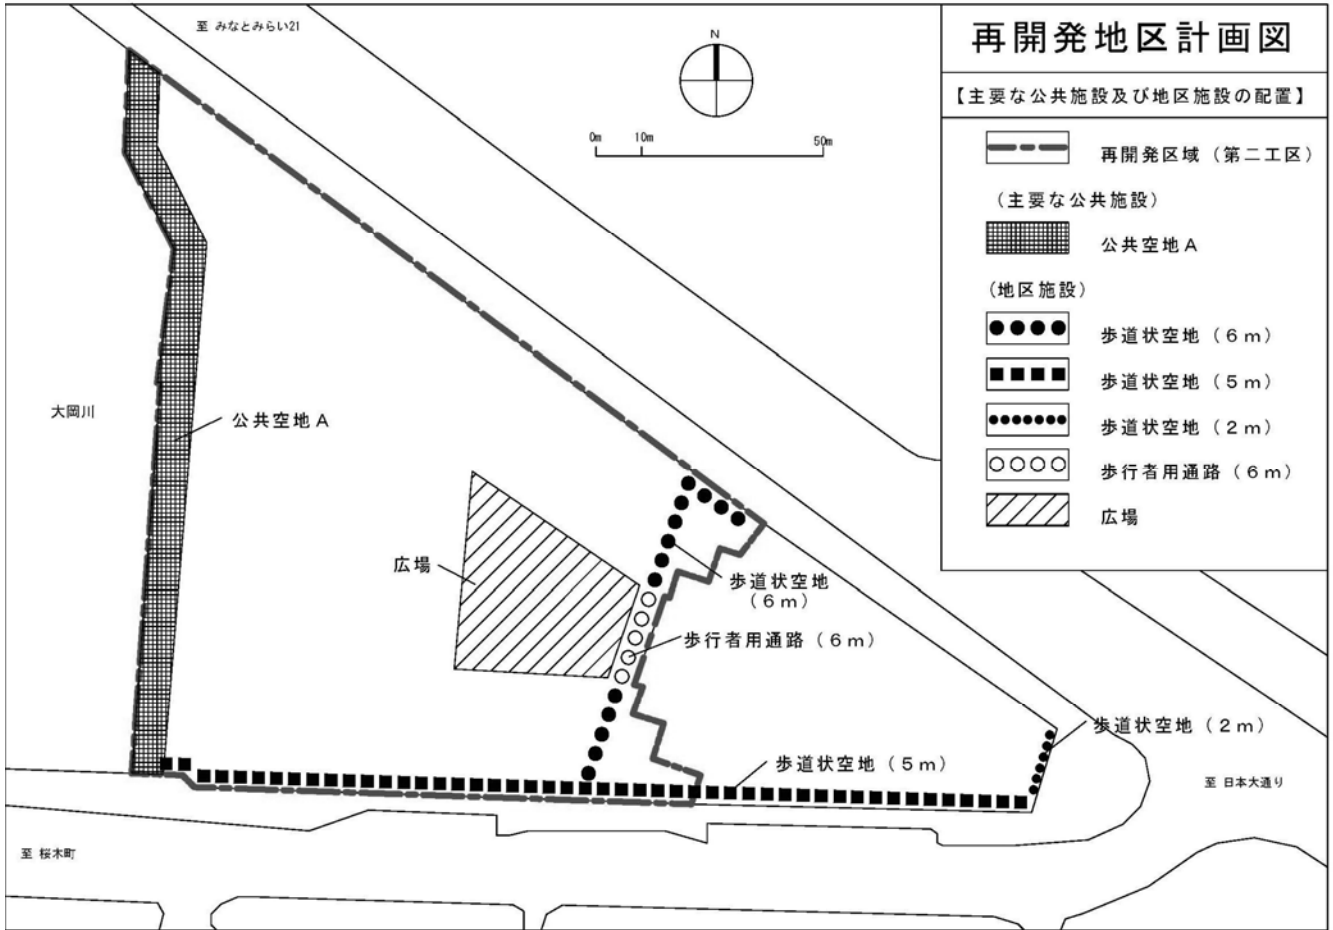 至 みなとみらい21
N
0m 10m 50m
再開発地区計画図
【主要な公共施設及び地区施設の配置】
再開発区域（第二工区）
（主要な公共施設）
公共空地Ａ
（地区施設）
歩道状空地（６ｍ）
歩道状空地（５ｍ）
歩道状空地（２ｍ）
歩行者用通路（６ｍ）
広場
大岡川
公共空地Ａ
広場
歩道状空地
（６ｍ）
歩行者用通路（６ｍ）
歩道状空地（２ｍ）
歩道状空地（５ｍ）
至 日本大通り
至 桜木町